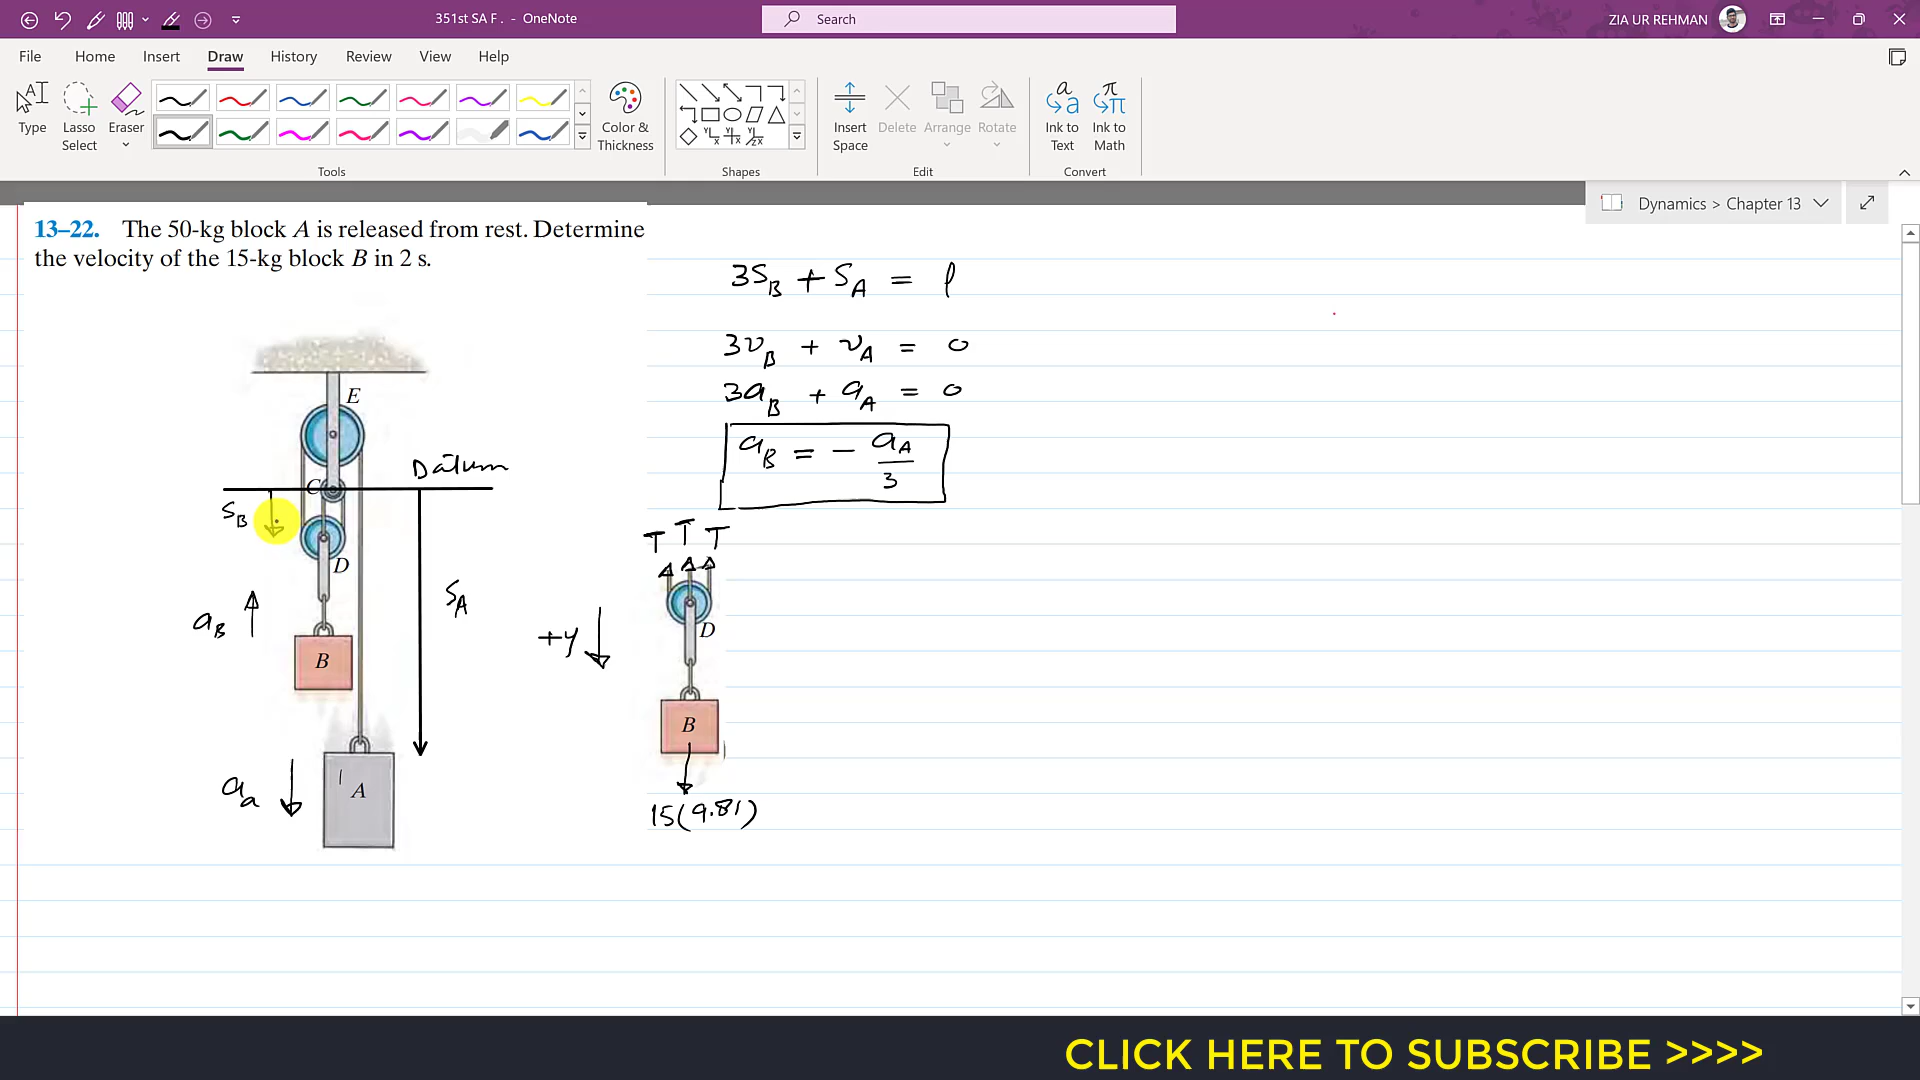 351st SA F . - OneNote
Search
ZIA UR REHMAN
File Home Insert Draw History Review View Help
Type
Lasso Select
Eraser
Color & Thickness
Insert Space
Delete
Arrange
Rotate
Ink to Text
Ink to Math
Tools
Shapes
Edit
Convert
Dynamics > Chapter 13
13–22. The 50-kg block A is released from rest. Determine
the velocity of the 15-kg block B in 2 s.
3S_B + S_A = l
3v_B + v_A = 0
3a_B + a_A = 0
a_B = - a_A / 3
E
Datum
C
S_B
D
S_A
a_B
B
a_a
A
T T T
D
+y
B
15(9.81)
CLICK HERE TO SUBSCRIBE >>>>